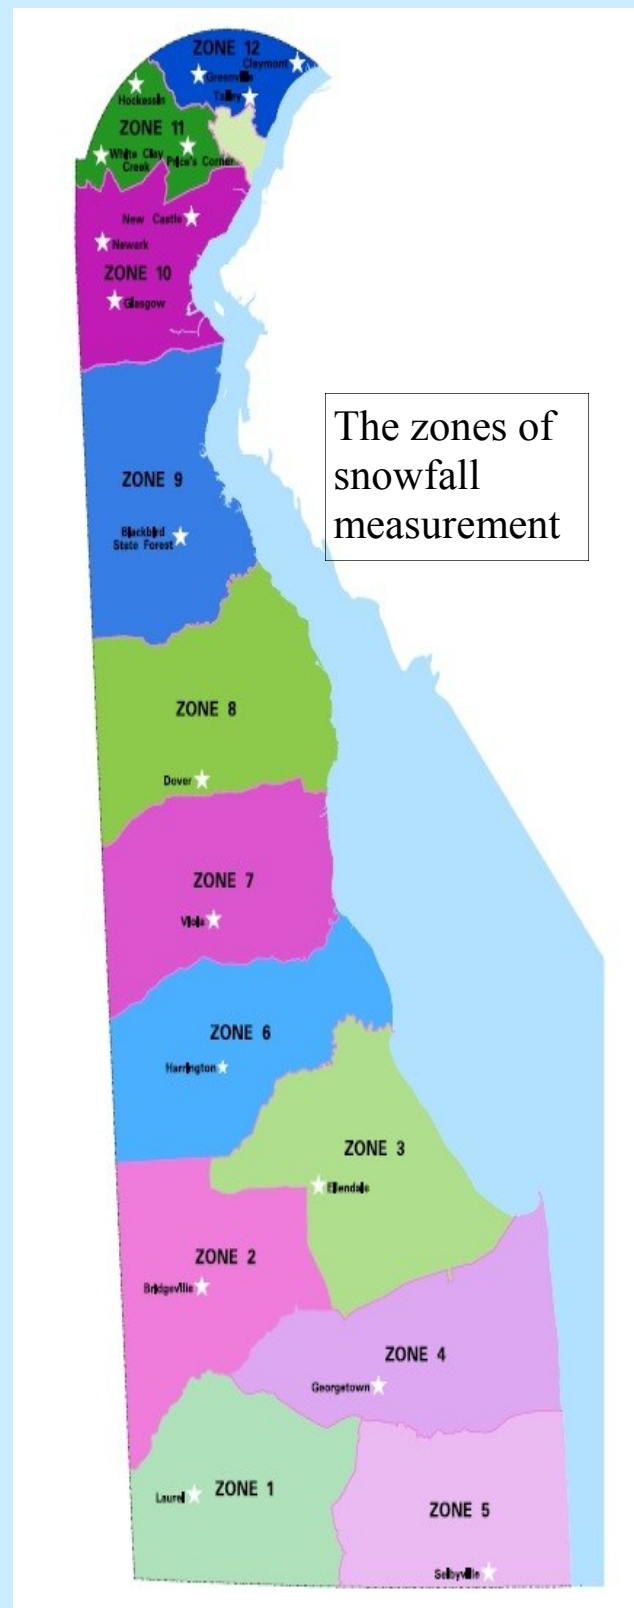 ZONE 12
Claymont
Greenville
Talley
Hockessin
ZONE 11
White Clay
Creek
Price's Corner
New Castle
Newark
ZONE 10
Glasgow
The zones of
snowfall
measurement
ZONE 9
Blackbird
State Forest
ZONE 8
Dover
ZONE 7
Viola
ZONE 6
Harrington
ZONE 3
Ellendale
ZONE 2
Bridgeville
ZONE 4
Georgetown
ZONE 1
Laurel
ZONE 5
Selbyville